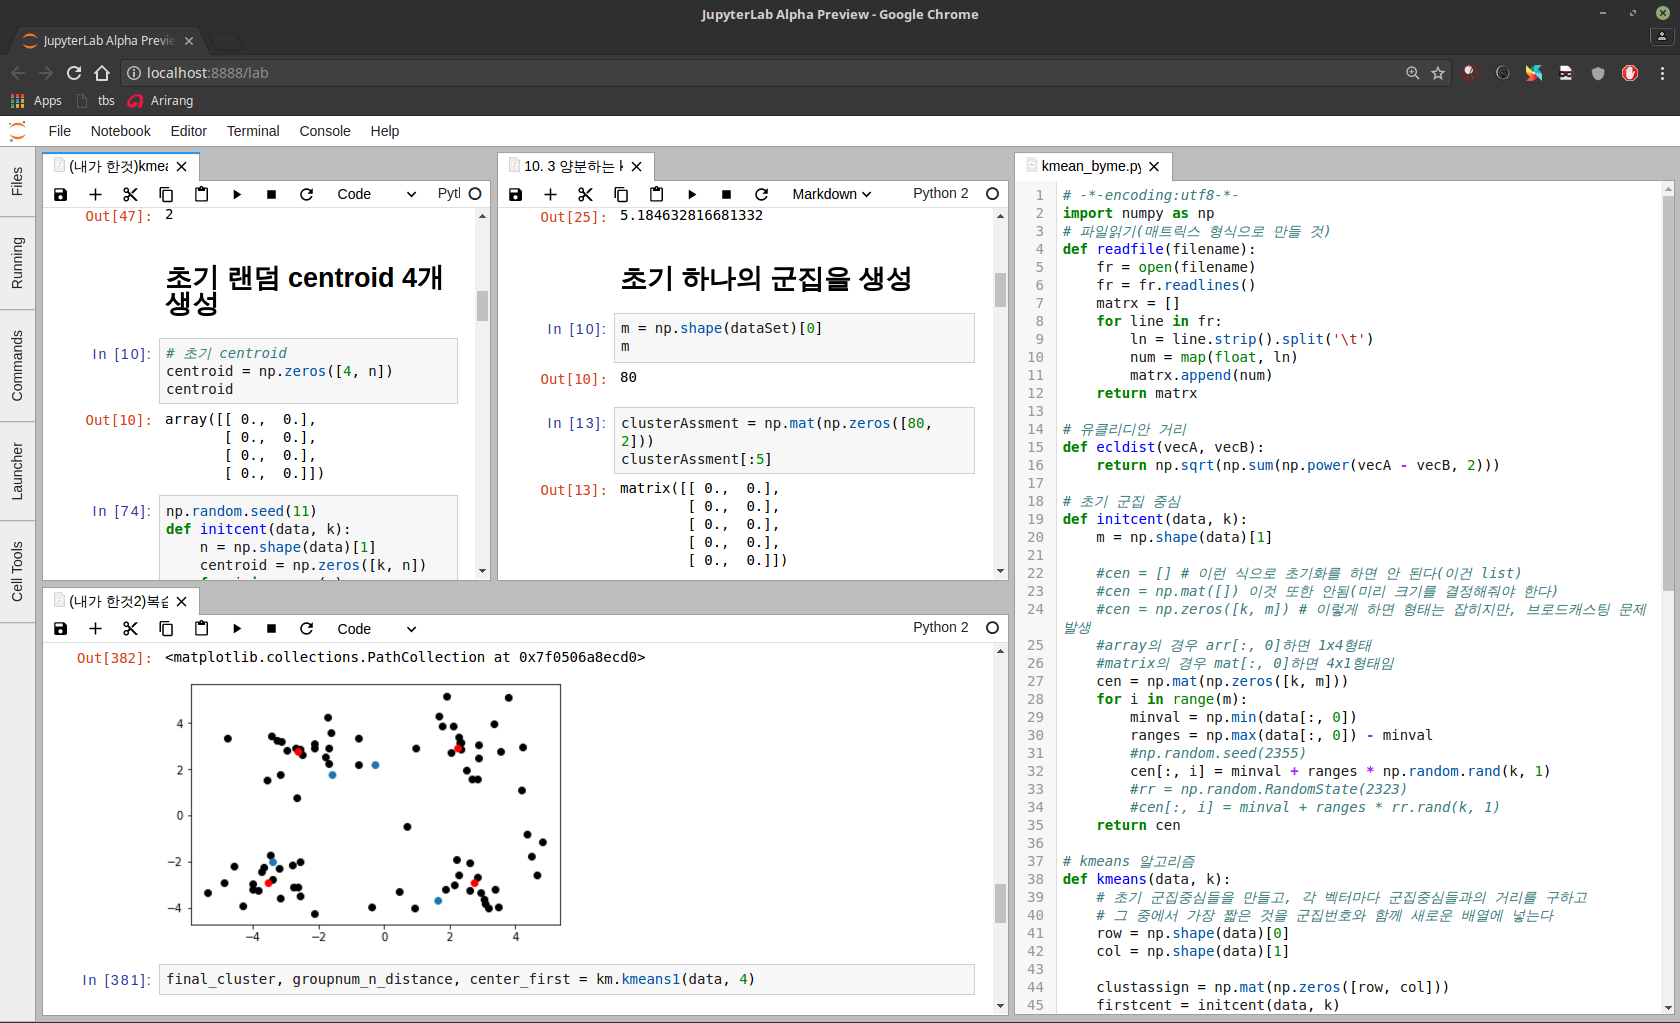 JupyterLab Alpha Preview - Google Chrome
JupyterLab Alpha Previe
localhost:8888/lab
Apps tbs Arirang
File Notebook Editor Terminal Console Help
Files
Running
Commands
Launcher
Cell Tools
(내가 한것)kmea
Code Pytl
Out[47]: 2
초기 랜덤 centroid 4개
생성
In [10]: # 초기 centroid
centroid = np.zeros([4, n])
centroid
Out[10]: array([[ 0., 0.],
[ 0., 0.],
[ 0., 0.],
[ 0., 0.]])
In [74]: np.random.seed(11)
def initcent(data, k):
n = np.shape(data)[1]
centroid = np.zeros([k, n])
10. 3 양분하는 k
Markdown Python 2
Out[25]: 5.184632816681332
초기 하나의 군집을 생성
In [10]: m = np.shape(dataSet)[0]
m
Out[10]: 80
In [13]: clusterAssment = np.mat(np.zeros([80,
2]))
clusterAssment[:5]
Out[13]: matrix([[ 0., 0.],
[ 0., 0.],
[ 0., 0.],
[ 0., 0.],
[ 0., 0.]])
(내가 한것2)복습
Code Python 2
Out[382]: <matplotlib.collections.PathCollection at 0x7f0506a8ecd0>
4
2
0
−2
−4
−4 −2 0 2 4
In [381]: final_cluster, groupnum_n_distance, center_first = km.kmeans1(data, 4)
kmean_byme.py
1 # -*-encoding:utf8-*-
2 import numpy as np
3 # 파일읽기(매트릭스 형식으로 만들 것)
4 def readfile(filename):
5 fr = open(filename)
6 fr = fr.readlines()
7 matrx = []
8 for line in fr:
9 ln = line.strip().split('\t')
10 num = map(float, ln)
11 matrx.append(num)
12 return matrx
13
14 # 유클리디안 거리
15 def ecldist(vecA, vecB):
16 return np.sqrt(np.sum(np.power(vecA - vecB, 2)))
17
18 # 초기 군집 중심
19 def initcent(data, k):
20 m = np.shape(data)[1]
21
22 #cen = [] # 이런 식으로 초기화를 하면 안 된다(이건 list)
23 #cen = np.mat([]) 이것 또한 안됨(미리 크기를 결정해줘야 한다)
24 #cen = np.zeros([k, m]) # 이렇게 하면 형태는 잡히지만, 브로드캐스팅 문제
발생
25 #array의 경우 arr[:, 0]하면 1x4형태
26 #matrix의 경우 mat[:, 0]하면 4x1형태임
27 cen = np.mat(np.zeros([k, m]))
28 for i in range(m):
29 minval = np.min(data[:, 0])
30 ranges = np.max(data[:, 0]) - minval
31 #np.random.seed(2355)
32 cen[:, i] = minval + ranges * np.random.rand(k, 1)
33 #rr = np.random.RandomState(2323)
34 #cen[:, i] = minval + ranges * rr.rand(k, 1)
35 return cen
36
37 # kmeans 알고리즘
38 def kmeans(data, k):
39 # 초기 군집중심들을 만들고, 각 벡터마다 군집중심들과의 거리를 구하고
40 # 그 중에서 가장 짧은 것을 군집번호와 함께 새로운 배열에 넣는다
41 row = np.shape(data)[0]
42 col = np.shape(data)[1]
43
44 clustassign = np.mat(np.zeros([row, col]))
45 firstcent = initcent(data, k)